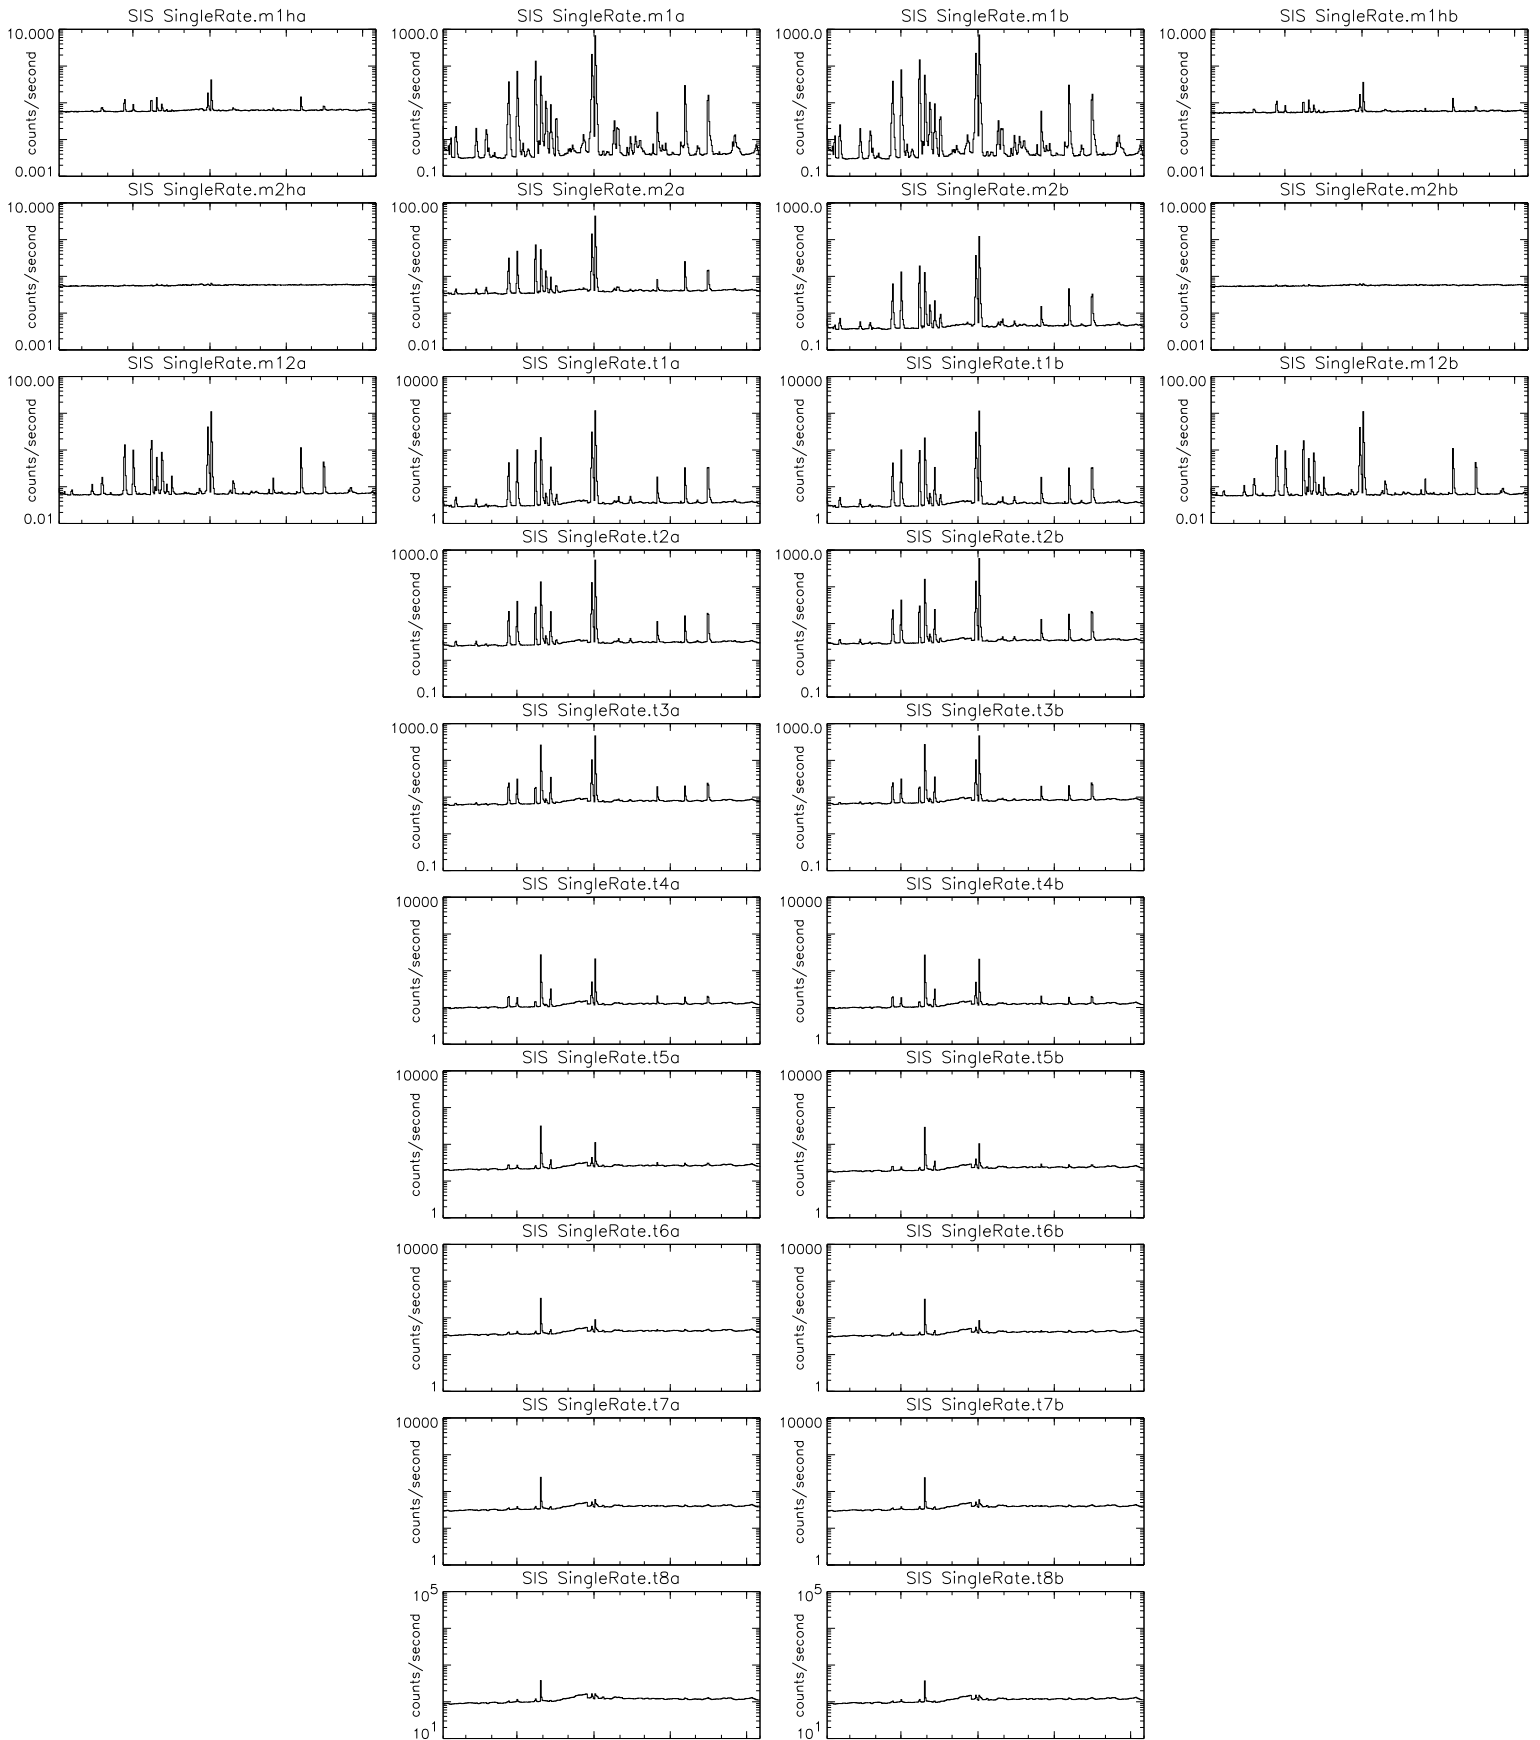 SIS SingleRate.m1ha
10.000
counts/second
0.001
SIS SingleRate.m1a
1000.0
counts/second
0.1
SIS SingleRate.m1b
1000.0
counts/second
0.1
SIS SingleRate.m1hb
10.000
counts/second
0.001
SIS SingleRate.m2ha
10.000
counts/second
0.001
SIS SingleRate.m2a
100.00
counts/second
0.01
SIS SingleRate.m2b
1000.0
counts/second
0.1
SIS SingleRate.m2hb
10.000
counts/second
0.001
SIS SingleRate.m12a
100.00
counts/second
0.01
SIS SingleRate.t1a
10000
counts/second
1
SIS SingleRate.t1b
10000
counts/second
1
SIS SingleRate.m12b
100.00
counts/second
0.01
SIS SingleRate.t2a
1000.0
counts/second
0.1
SIS SingleRate.t2b
1000.0
counts/second
0.1
SIS SingleRate.t3a
1000.0
counts/second
0.1
SIS SingleRate.t3b
1000.0
counts/second
0.1
SIS SingleRate.t4a
10000
counts/second
1
SIS SingleRate.t4b
10000
counts/second
1
SIS SingleRate.t5a
10000
counts/second
1
SIS SingleRate.t5b
10000
counts/second
1
SIS SingleRate.t6a
10000
counts/second
1
SIS SingleRate.t6b
10000
counts/second
1
SIS SingleRate.t7a
10000
counts/second
1
SIS SingleRate.t7b
10000
counts/second
1
SIS SingleRate.t8a
10⁵
counts/second
10¹
SIS SingleRate.t8b
10⁵
counts/second
10¹